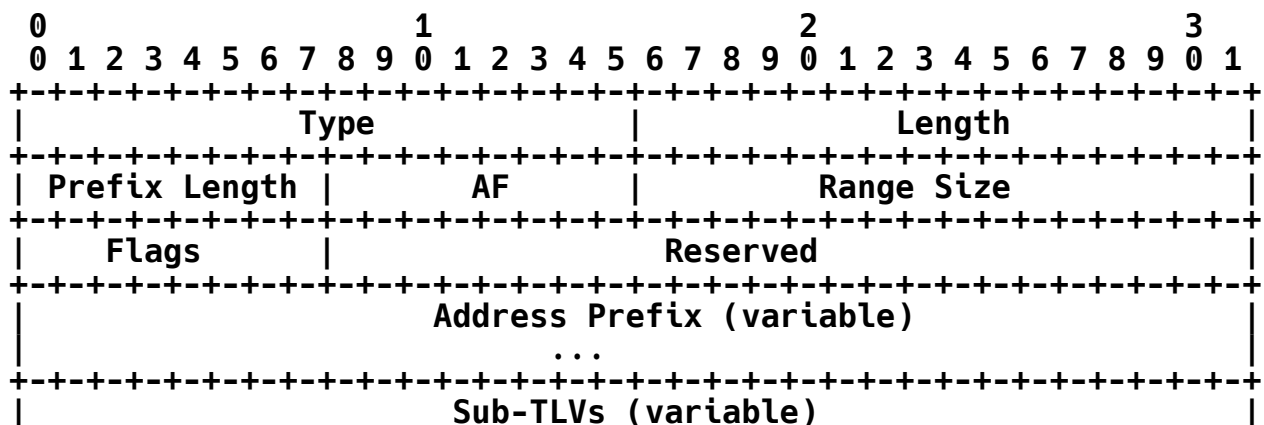 0                   1                   2                   3
 0 1 2 3 4 5 6 7 8 9 0 1 2 3 4 5 6 7 8 9 0 1 2 3 4 5 6 7 8 9 0 1
+-+-+-+-+-+-+-+-+-+-+-+-+-+-+-+-+-+-+-+-+-+-+-+-+-+-+-+-+-+-+-+-+
|              Type             |             Length            |
+-+-+-+-+-+-+-+-+-+-+-+-+-+-+-+-+-+-+-+-+-+-+-+-+-+-+-+-+-+-+-+-+
| Prefix Length |       AF      |         Range Size            |
+-+-+-+-+-+-+-+-+-+-+-+-+-+-+-+-+-+-+-+-+-+-+-+-+-+-+-+-+-+-+-+-+
|    Flags      |                 Reserved                      |
+-+-+-+-+-+-+-+-+-+-+-+-+-+-+-+-+-+-+-+-+-+-+-+-+-+-+-+-+-+-+-+-+
|                     Address Prefix (variable)                 |
|                           ...                                 |
+-+-+-+-+-+-+-+-+-+-+-+-+-+-+-+-+-+-+-+-+-+-+-+-+-+-+-+-+-+-+-+-+
|                      Sub-TLVs (variable)                      |